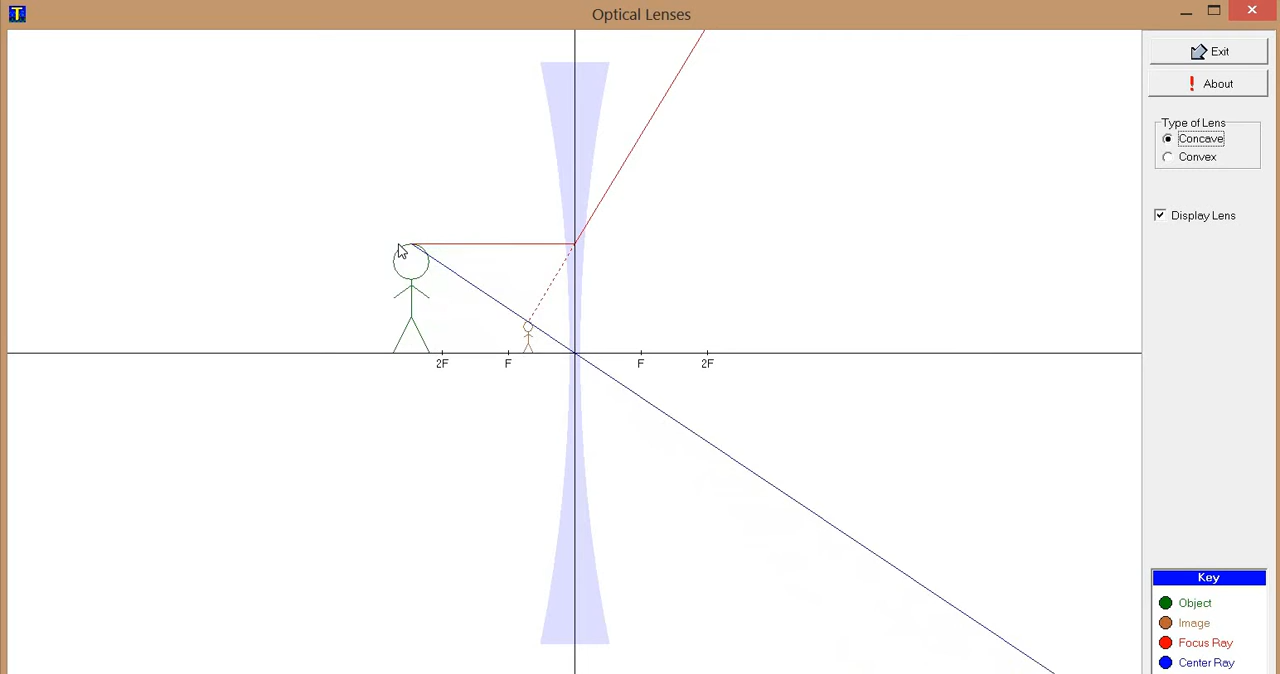 T
Optical Lenses
Exit
! About
Type of Lens
Concave
Convex
Display Lens
2F F F 2F
Key
Object
Image
Focus Ray
Center Ray